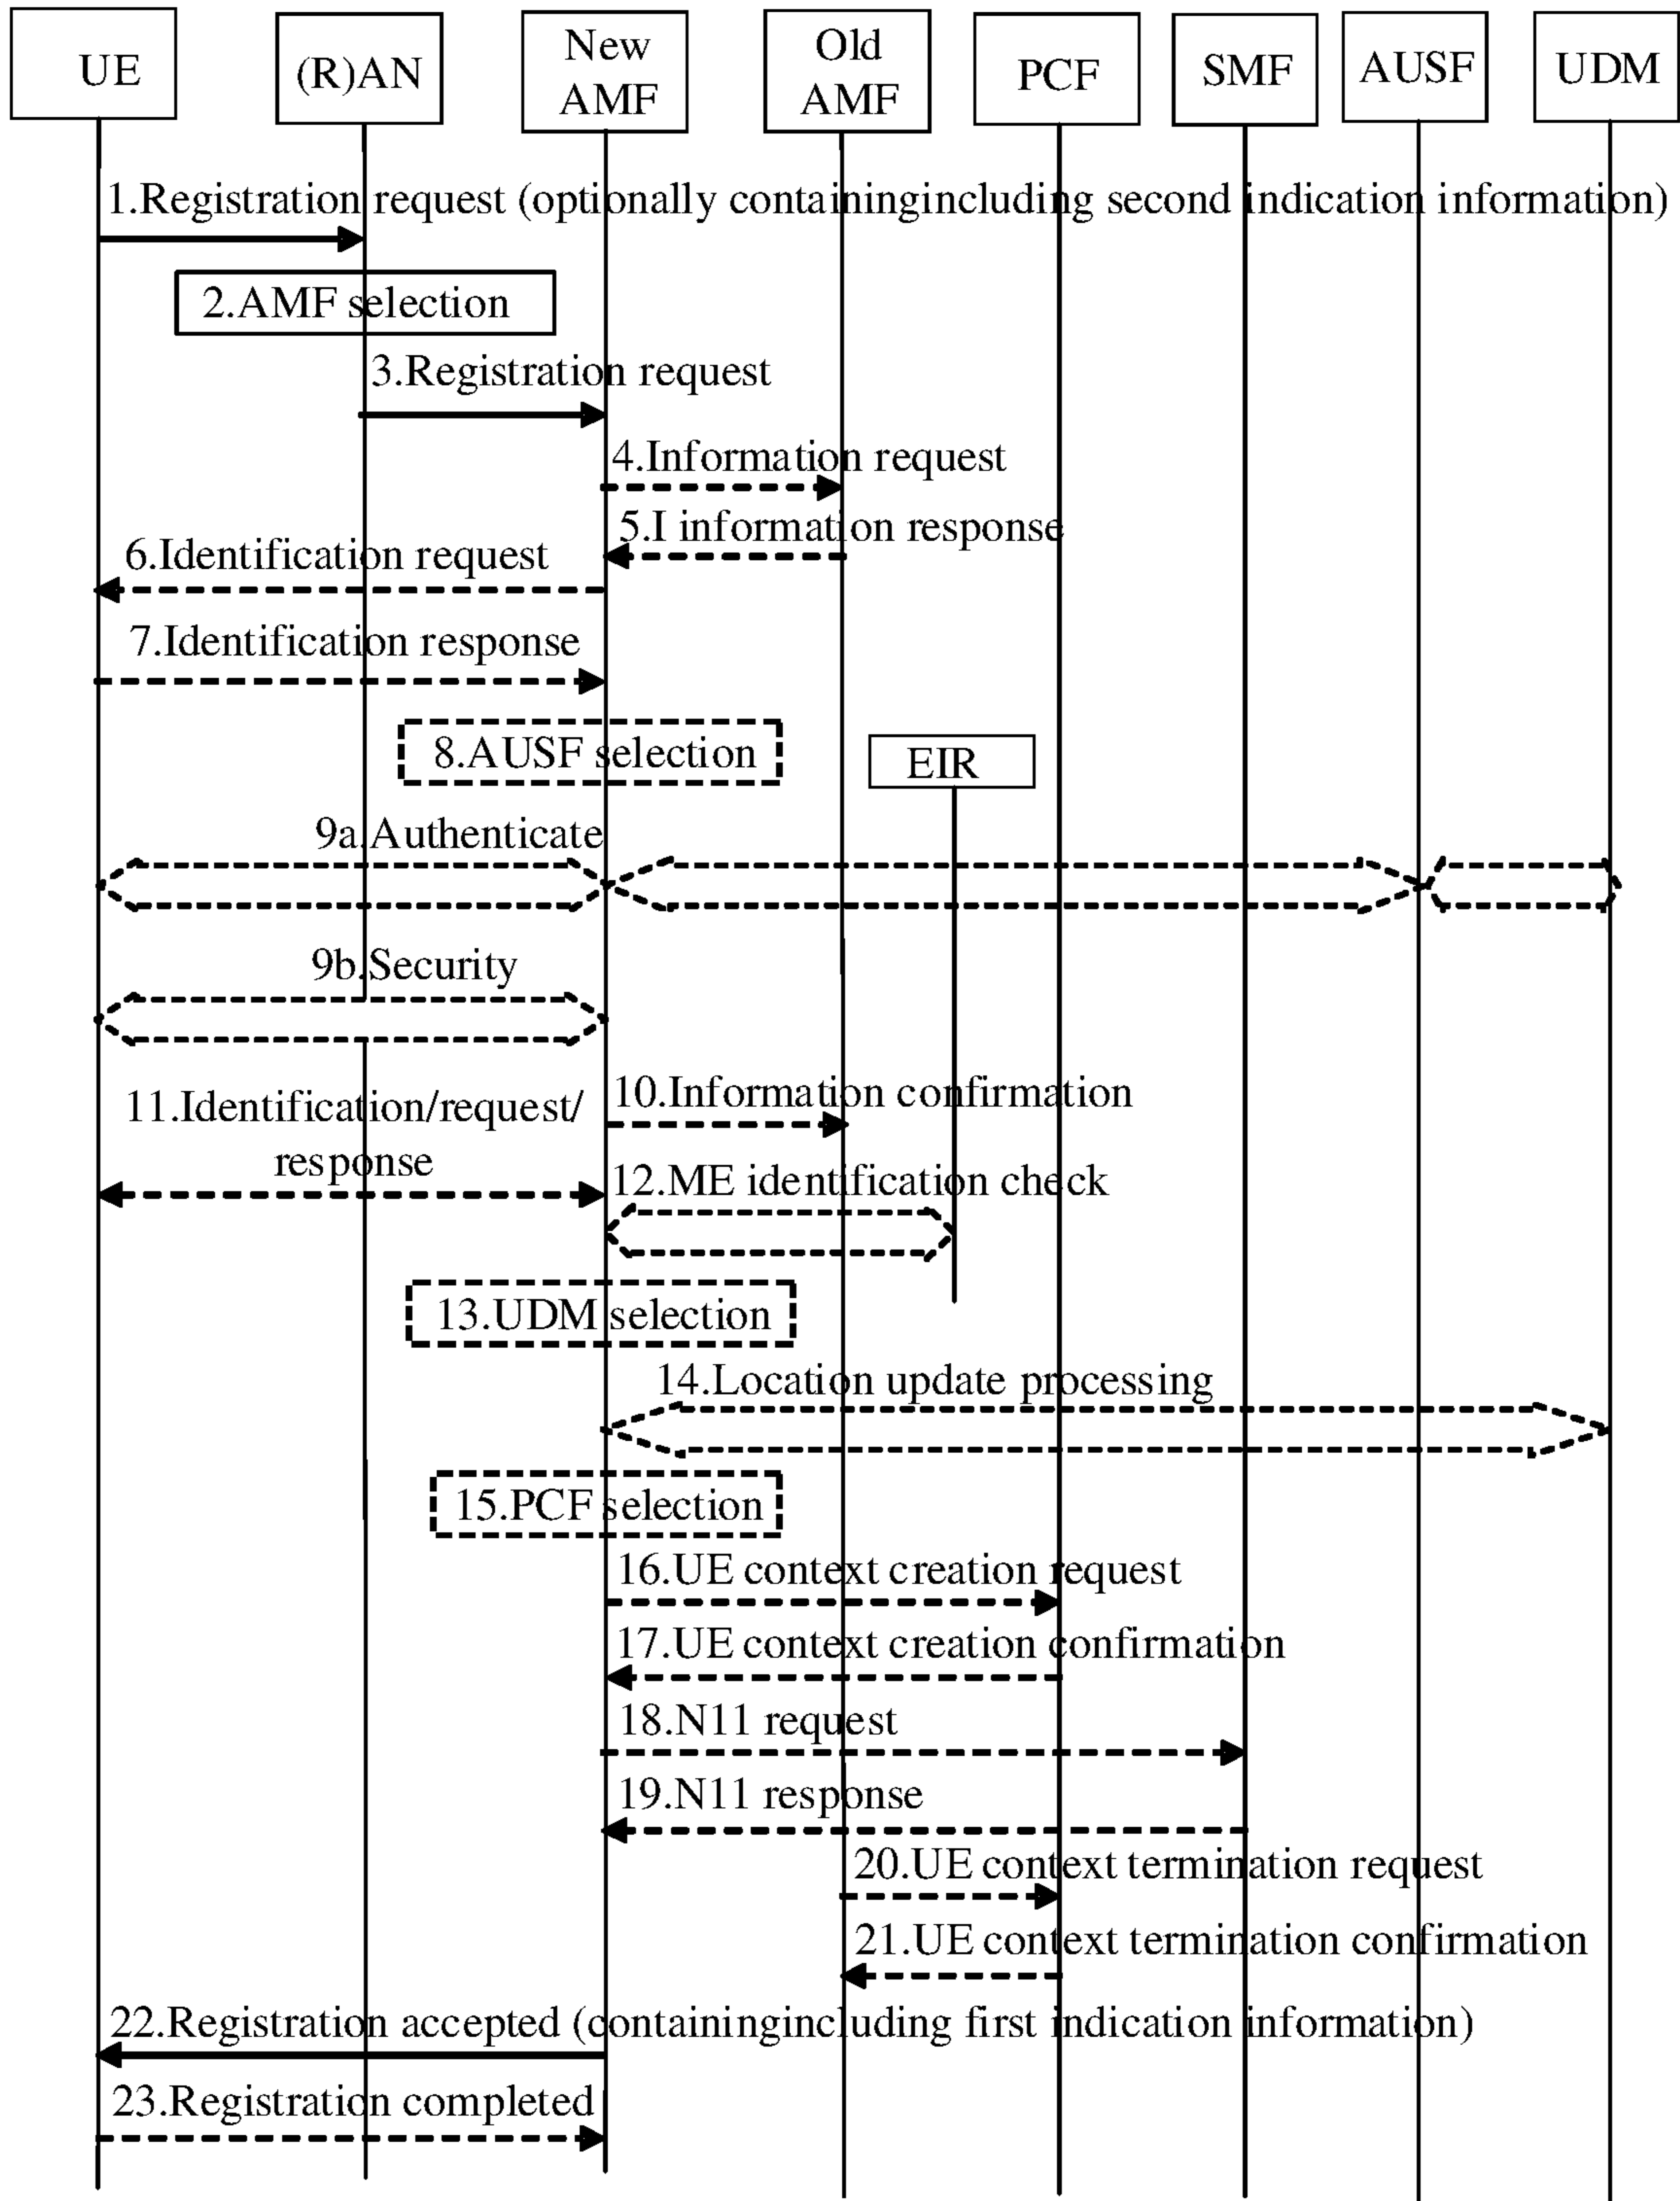 UE
(R)AN
New
AMF
Old
AMF
PCF
SMF
AUSF
UDM
1.Registration request (optionally containingincluding second indication information)
2.AMF selection
3.Registration request
4.Information request
5.I information response
6.Identification request
7.Identification response
8.AUSF selection
EIR
9a.Authenticate
9b.Security
10.Information confirmation
11.Identification/request/
response
12.ME identification check
13.UDM selection
14.Location update processing
15.PCF selection
16.UE context creation request
17.UE context creation confirmation
18.N11 request
19.N11 response
20.UE context termination request
21.UE context termination confirmation
22.Registration accepted (containingincluding first indication information)
23.Registration completed